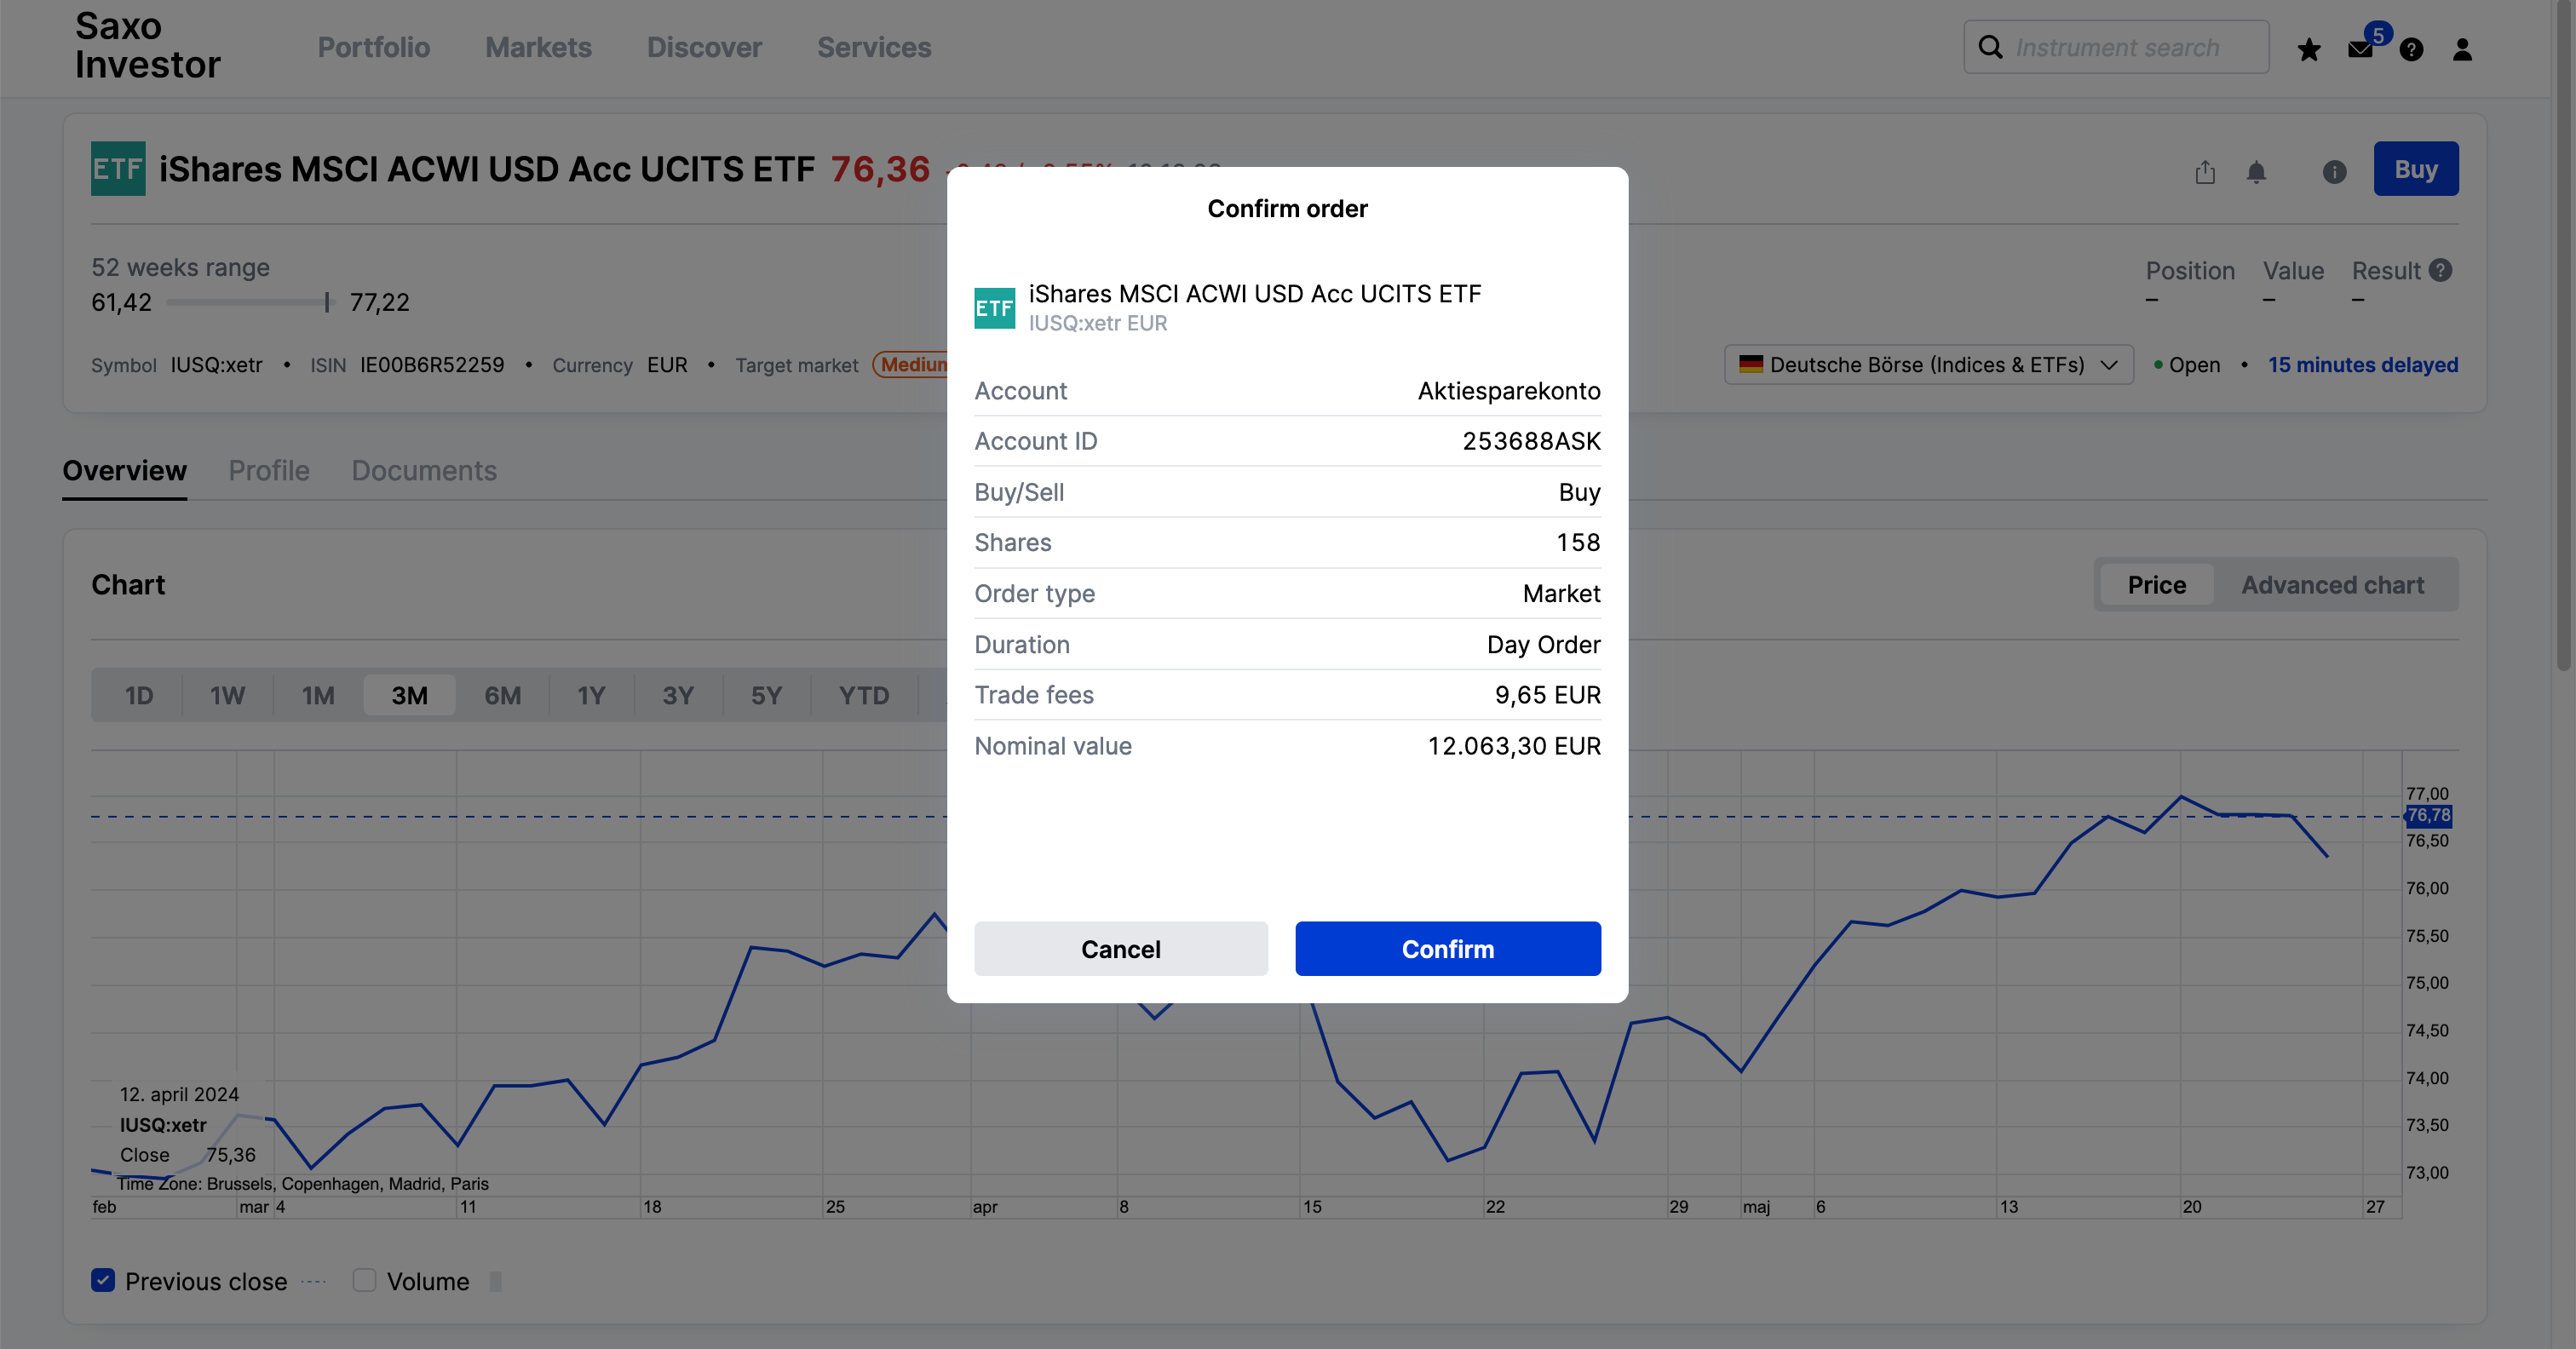 Saxo
Investor
Portfolio
Markets
Discover
Services
Instrument search
5
ETF
iShares MSCI ACWI USD Acc UCITS ETF 76,36
Buy
52 weeks range
61,42 77,22
Position Value Result
– – –
Symbol IUSQ:xetr • ISIN IE00B6R52259 • Currency EUR • Target market
Deutsche Börse (Indices & ETFs) • Open • 15 minutes delayed
Overview
Profile
Documents
Chart
Price
Advanced chart
1D 1W 1M 3M 6M 1Y 3Y 5Y YTD
Confirm order
ETF
iShares MSCI ACWI USD Acc UCITS ETF
IUSQ:xetr EUR
Account Aktiesparekonto
Account ID 253688ASK
Buy/Sell Buy
Shares 158
Order type Market
Duration Day Order
Trade fees 9,65 EUR
Nominal value 12.063,30 EUR
Cancel
Confirm
77,00
76,78
76,50
76,00
75,50
75,00
74,50
74,00
73,50
73,00
12. april 2024
IUSQ:xetr
Close 75,36
Time Zone: Brussels, Copenhagen, Madrid, Paris
feb mar 4 11 18 25 apr 8 15 22 29 maj 6 13 20 27
Previous close
Volume